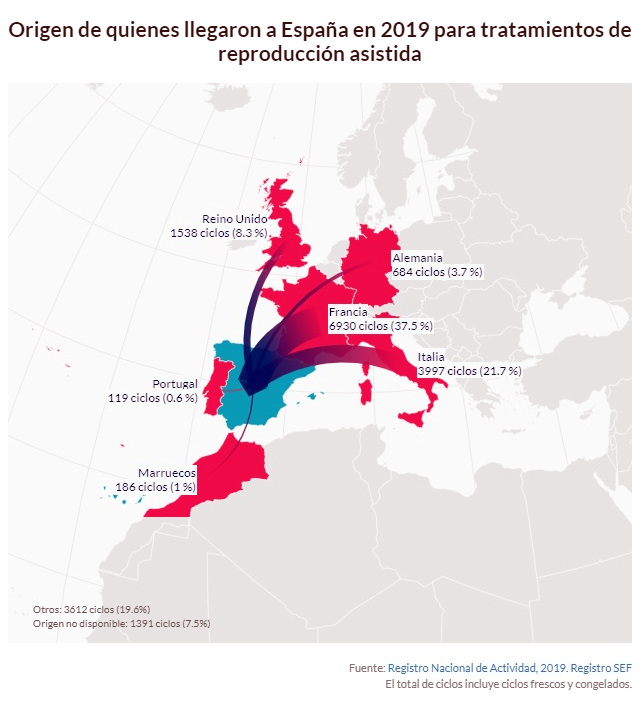 Origen de quienes llegaron a España en 2019 para tratamientos de
reproducción asistida
Reino Unido
1538 ciclos (8.3 %)
Alemania
684 ciclos (3.7 %)
Francia
6930 ciclos (37.5 %)
Italia
3997 ciclos (21.7 %)
Portugal
119 ciclos (0.6 %)
Marruecos
186 ciclos (1 %)
Otros: 3612 ciclos (19.6%)
Origen no disponible: 1391 ciclos (7.5%)
Fuente: Registro Nacional de Actividad, 2019. Registro SEF
El total de ciclos incluye ciclos frescos y congelados.